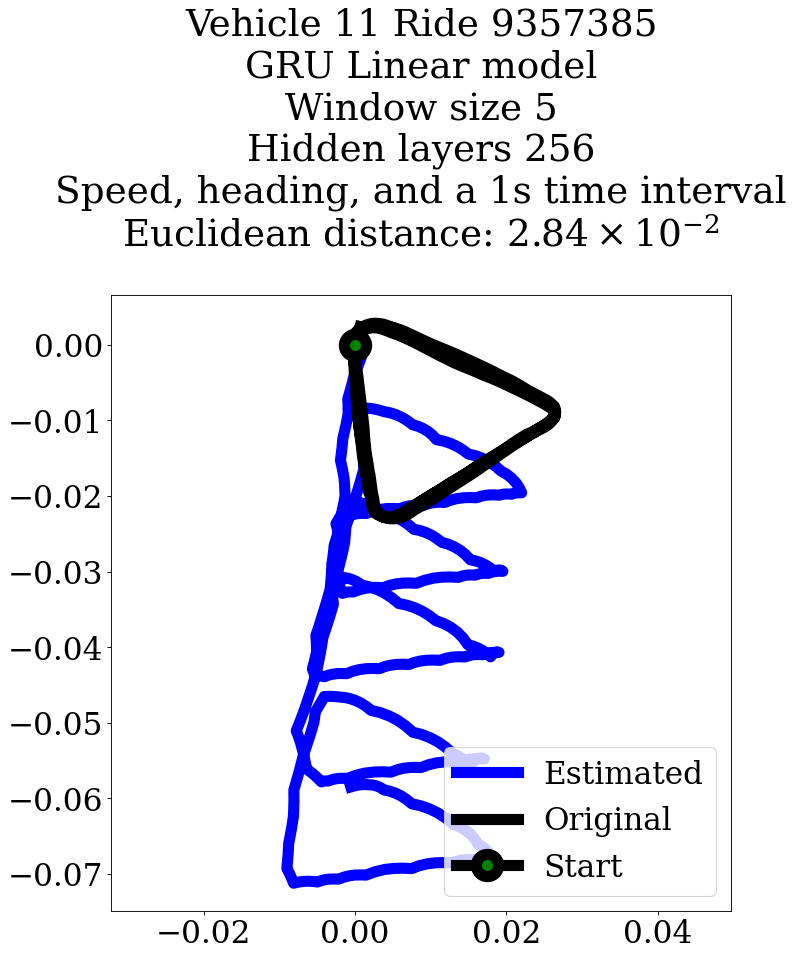 Vehicle 11 Ride 9357385
GRU Linear model
Window size 5
Hidden layers 256
Speed, heading, and a 1s time interval
Euclidean distance: 2.84 × 10⁻²
0.00
−0.01
−0.02
−0.03
−0.04
−0.05
−0.06
−0.07
Estimated
Original
Start
−0.02 0.00 0.02 0.04